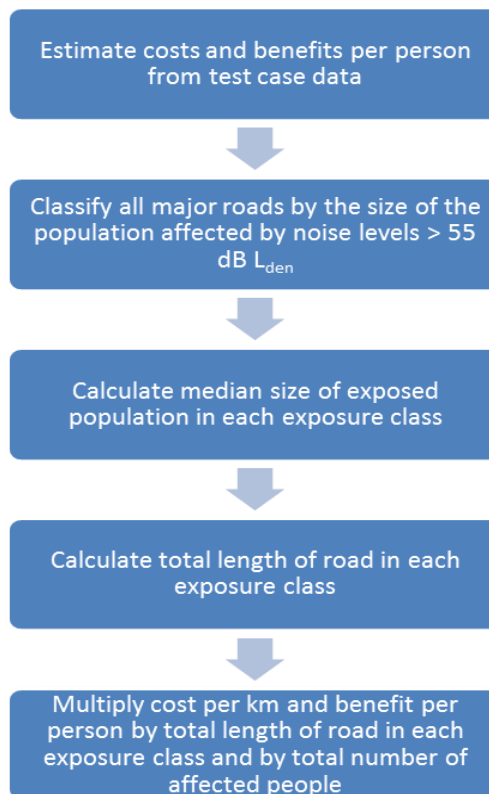 Estimate costs and benefits per person
from test case data
Classify all major roads by the size of the
population affected by noise levels > 55
dB Lden
Calculate median size of exposed
population in each exposure class
Calculate total length of road in each
exposure class
Multiply cost per km and benefit per
person by total length of road in each
exposure class and by total number of
affected people